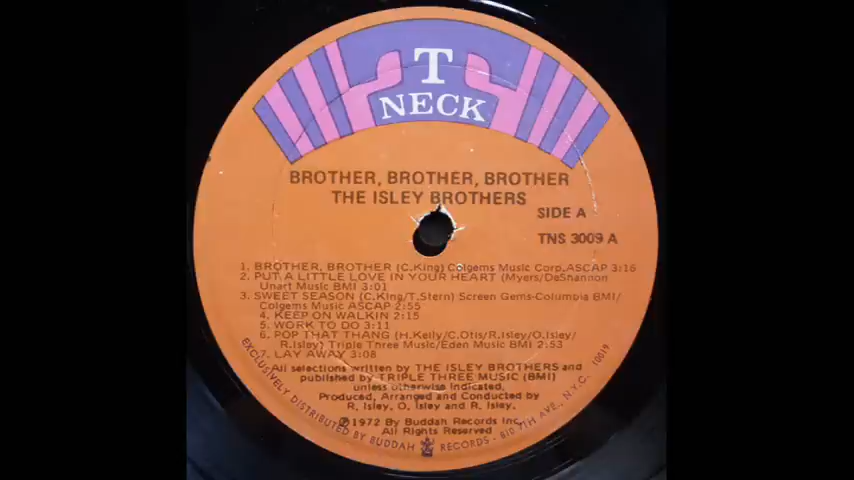 T
NECK
BROTHER, BROTHER, BROTHER
THE ISLEY BROTHERS
SIDE A
TNS 3009 A
1. BROTHER, BROTHER (C.King) Colgems Music Corp.ASCAP 3:16
2. PUT A LITTLE LOVE IN YOUR HEART (Myers/DeShannon
Unart Music BMI 3:01
3. SWEET SEASON (C.King/T.Stern) Screen Gems-Columbia BMI/
Colgems Music ASCAP 2:55
4. KEEP ON WALKIN 2:15
5. WORK TO DO 3:11
6. POP THAT THANG (H.Kelly/C.Otis/R.Isley/O.Isley/
R.Isley) Triple Three Music/Eden Music BMI 2:53
7. LAY AWAY 3:08
All selections written by THE ISLEY BROTHERS and
published by TRIPLE THREE MUSIC (BMI)
unless otherwise indicated.
Produced, Arranged and Conducted by
R. Isley, O. Isley and R. Isley.
℗1972 By Buddah Records Inc.
All Rights Reserved
EXCLUSIVELY DISTRIBUTED BY BUDDAH RECORDS - 810 7TH AVE., N.Y.C. 10019